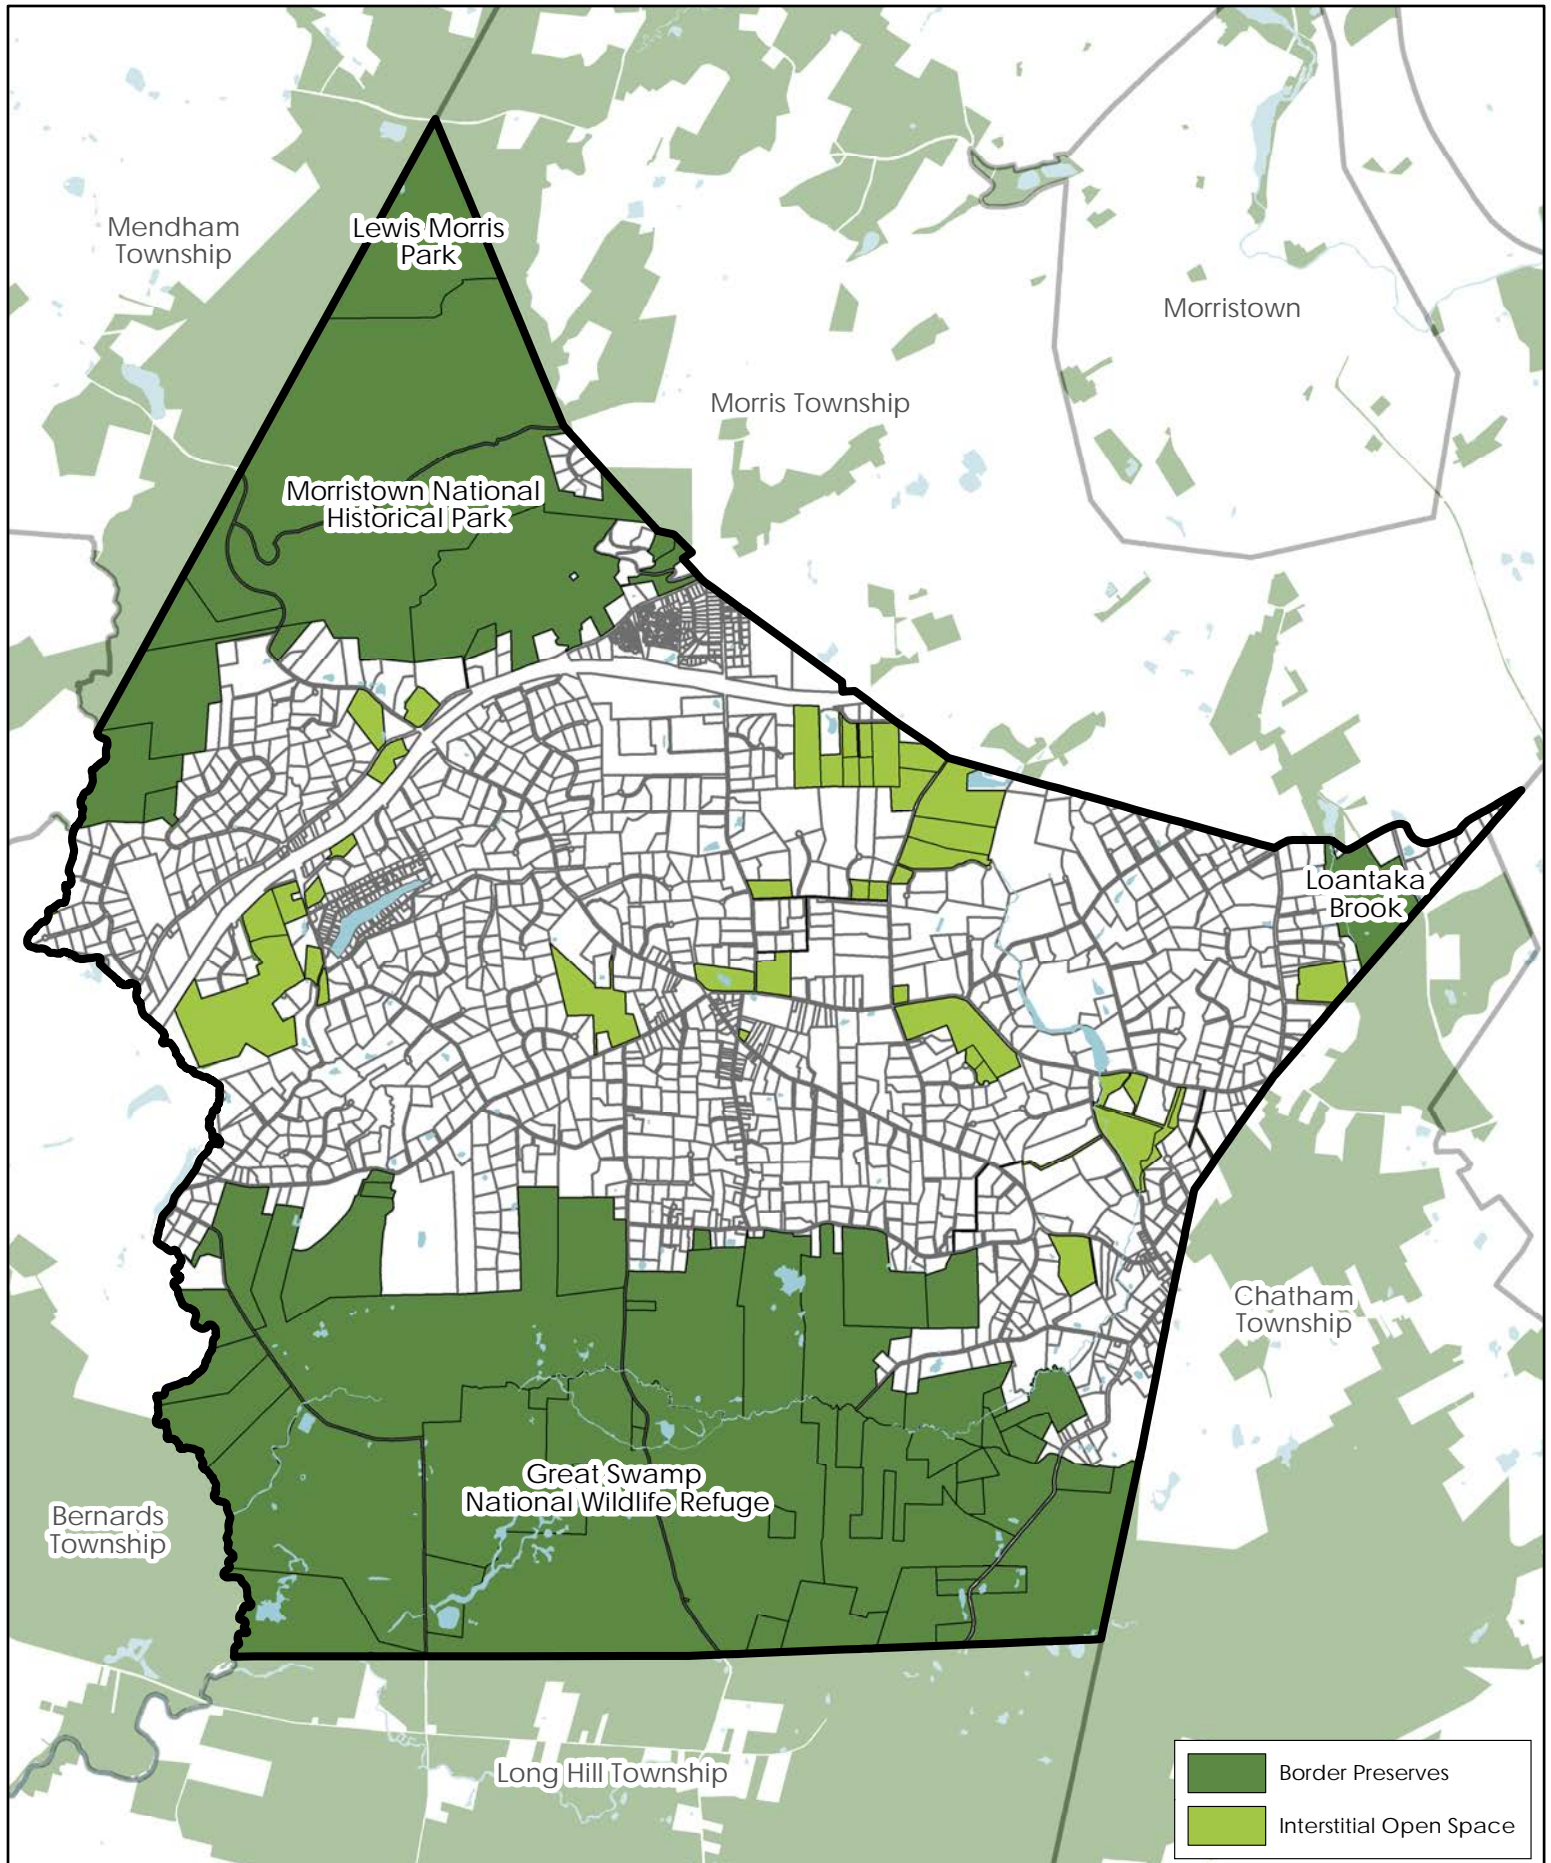 Mendham
Township
Lewis Morris
Park
Morristown
Morris Township
Morristown National
Historical Park
Loantaka
Brook
Chatham
Township
Great Swamp
National Wildlife Refuge
Bernards
Township
Long Hill Township
Border Preserves
Interstitial Open Space